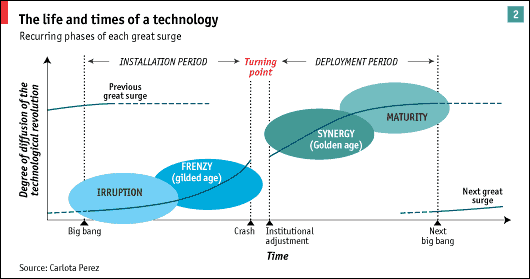 The life and times of a technology
2
Recurring phases of each great surge
INSTALLATION PERIOD
Turning
point
DEPLOYMENT PERIOD
Degree of diffusion of the
technological revolution
Previous
great surge
MATURITY
SYNERGY
(Golden age)
FRENZY
(gilded age)
IRRUPTION
Next great
surge
Big bang
Crash
Institutional
adjustment
Next
big bang
Time
Source: Carlota Perez